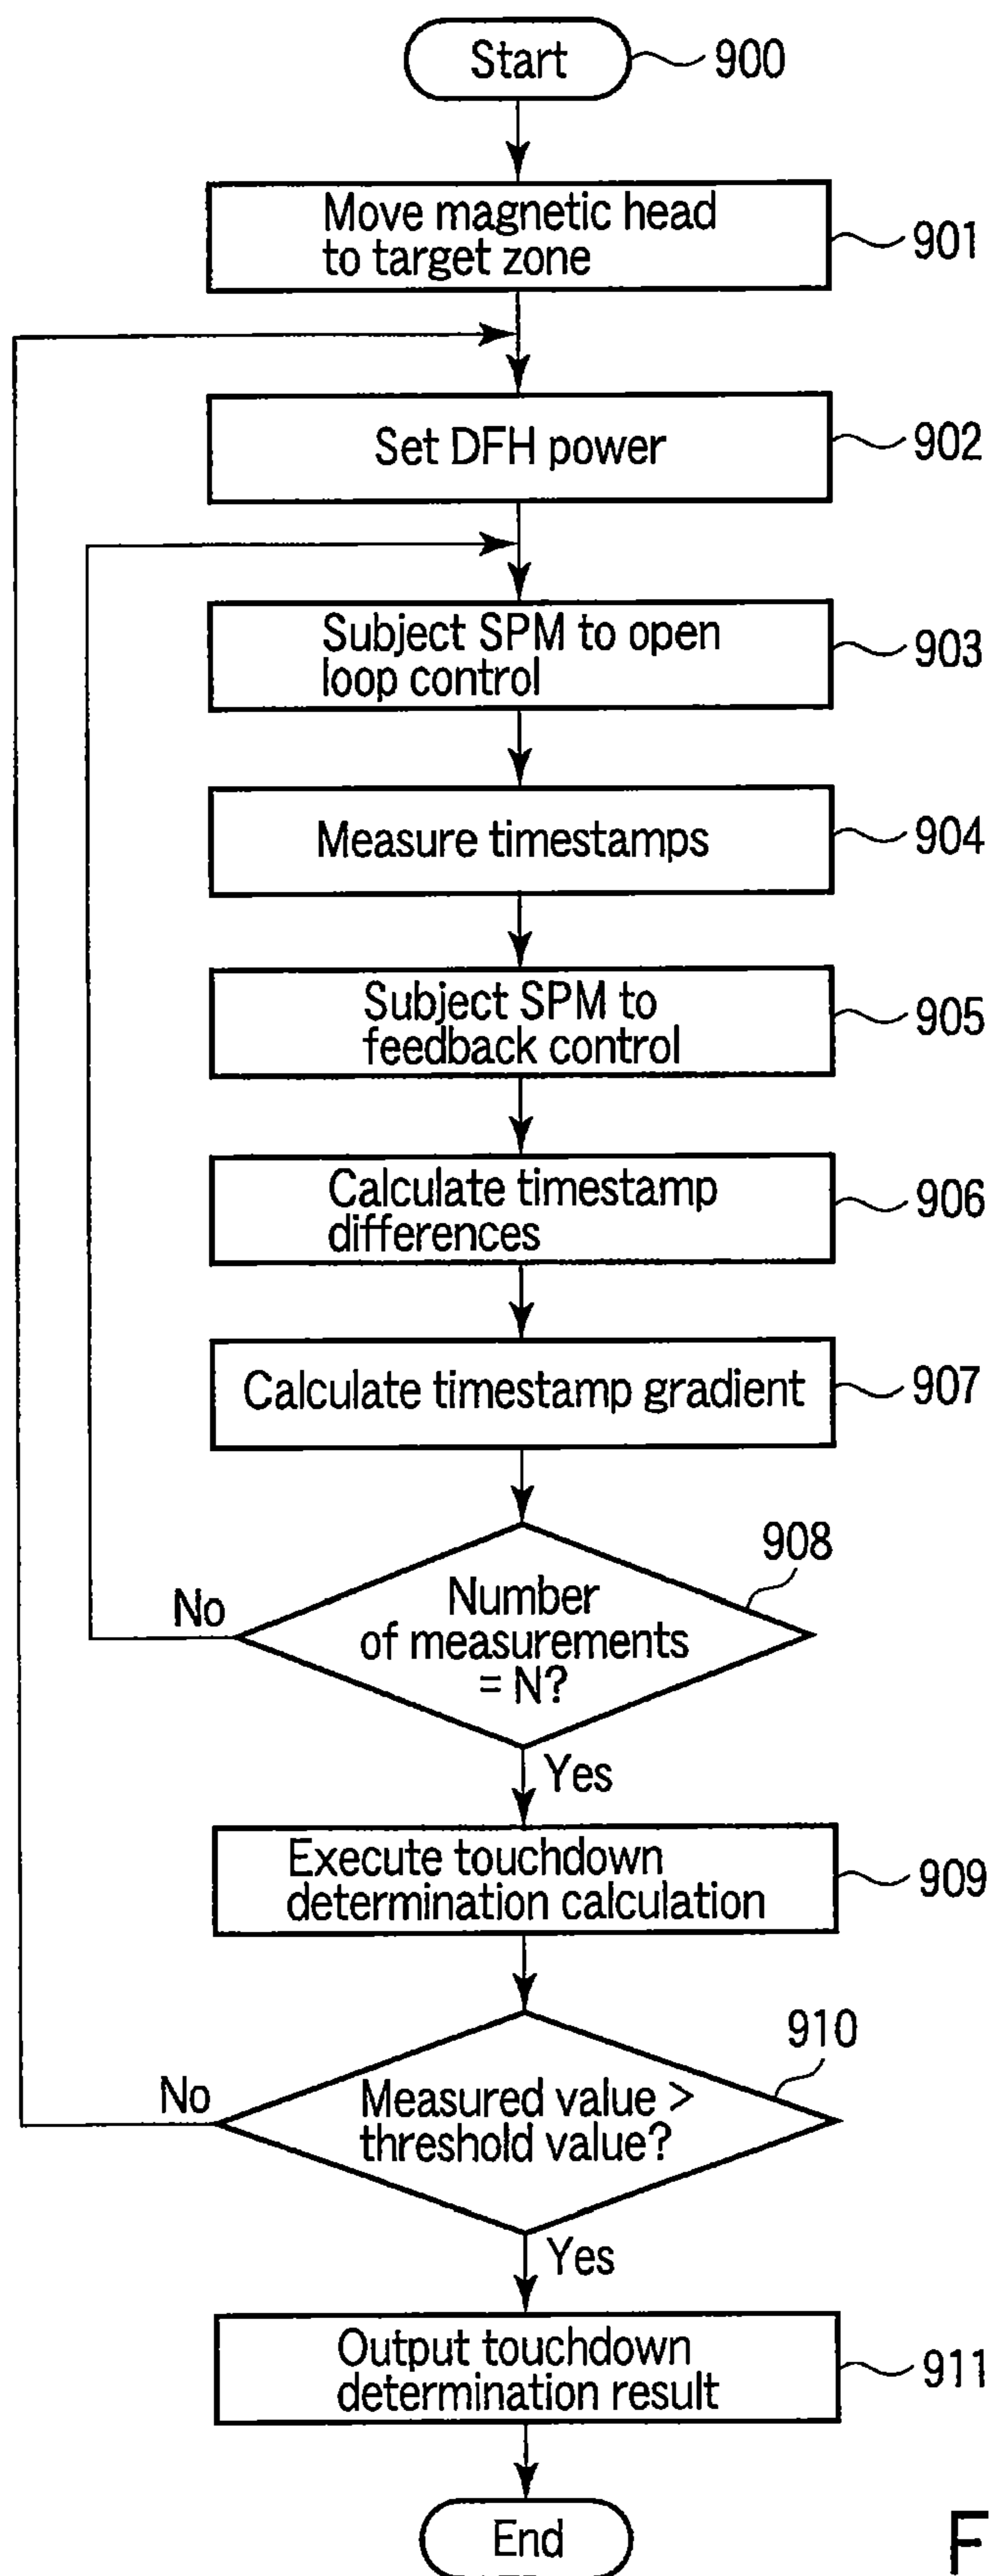 Start
900
Move magnetic head
to target zone
901
Set DFH power
902
Subject SPM to open
loop control
903
Measure timestamps
904
Subject SPM to
feedback control
905
Calculate timestamp
differences
906
Calculate timestamp gradient
907
908
Number
of measurements
= N?
No
Yes
Execute touchdown
determination calculation
909
910
Measured value >
threshold value?
No
Yes
Output touchdown
determination result
911
End
F